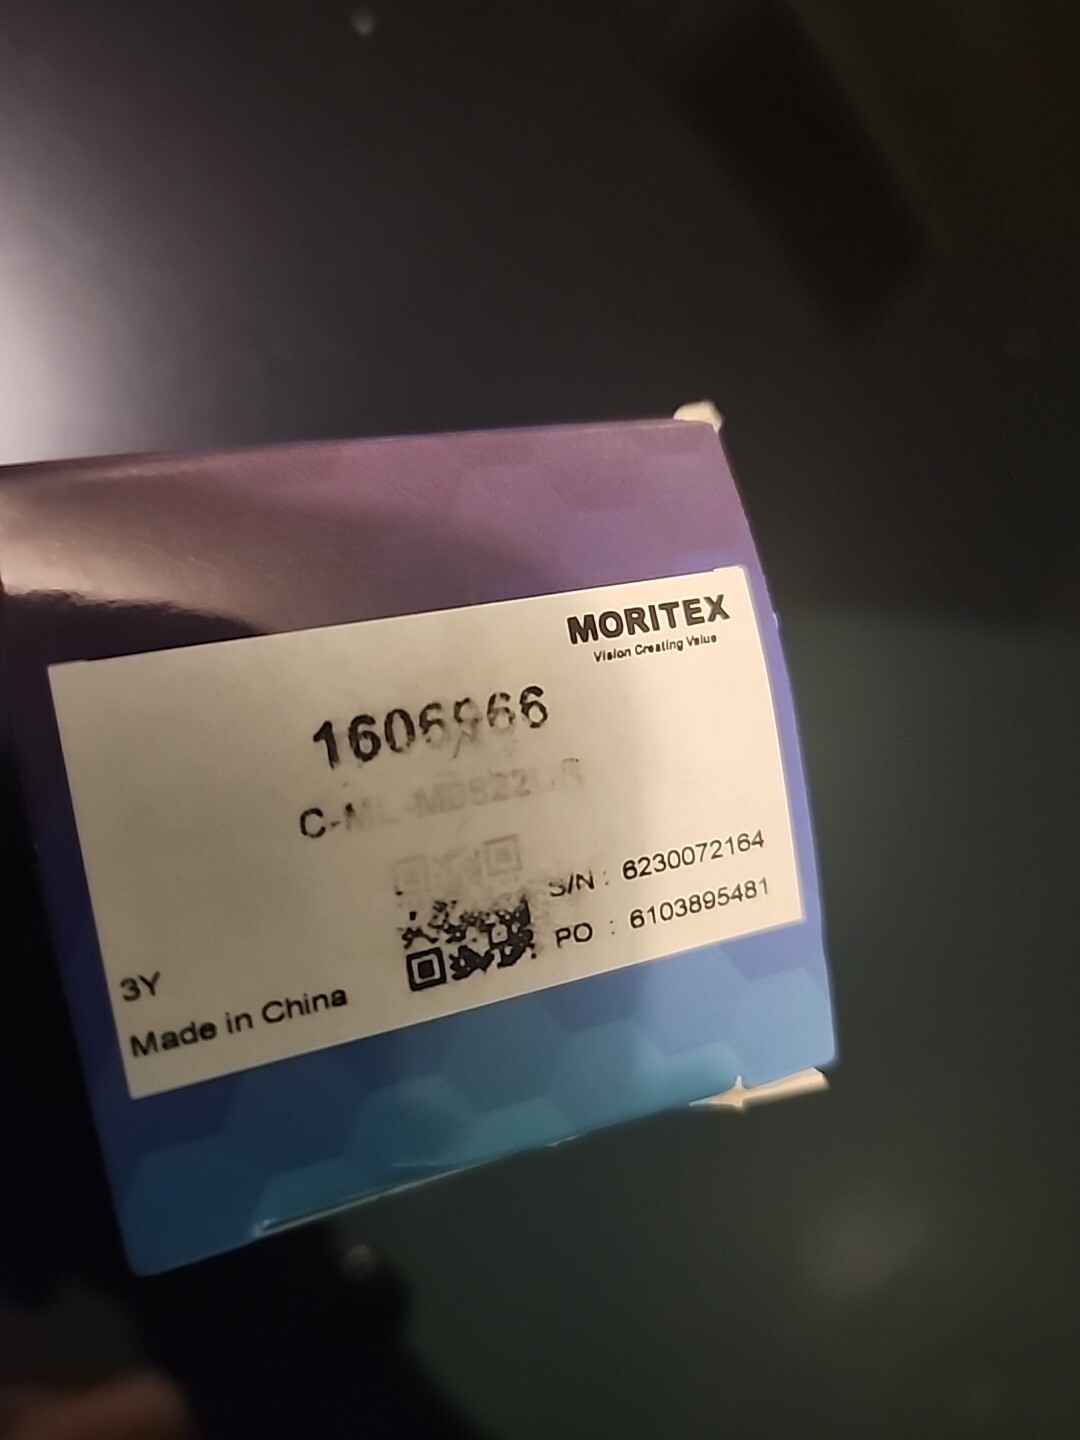 MORITEX
Vision Creating Value
S/N : 6230072164
PO : 6103895481
3Y
Made in China